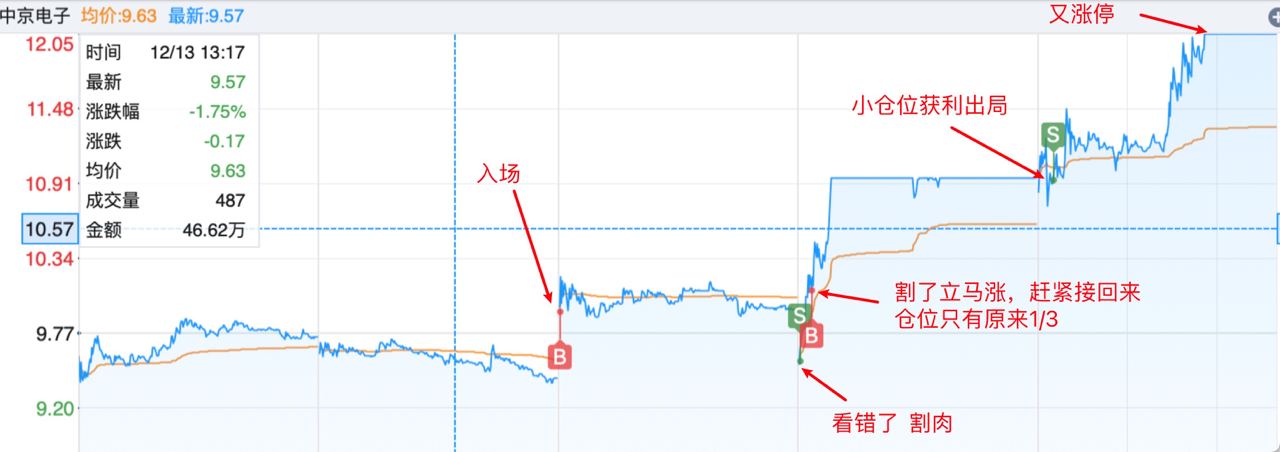 中京电子 均价:9.63 最新:9.57
又涨停
12.05
时间 12/13 13:17
最新 9.57
11.48
涨跌幅 -1.75%
小仓位获利出局
S
涨跌 -0.17
10.91
均价 9.63
入场
成交量 487
10.57
金额 46.62万
10.34
割了立马涨，赶紧接回来
仓位只有原来1/3
S
9.77
B
B
9.20
看错了 割肉